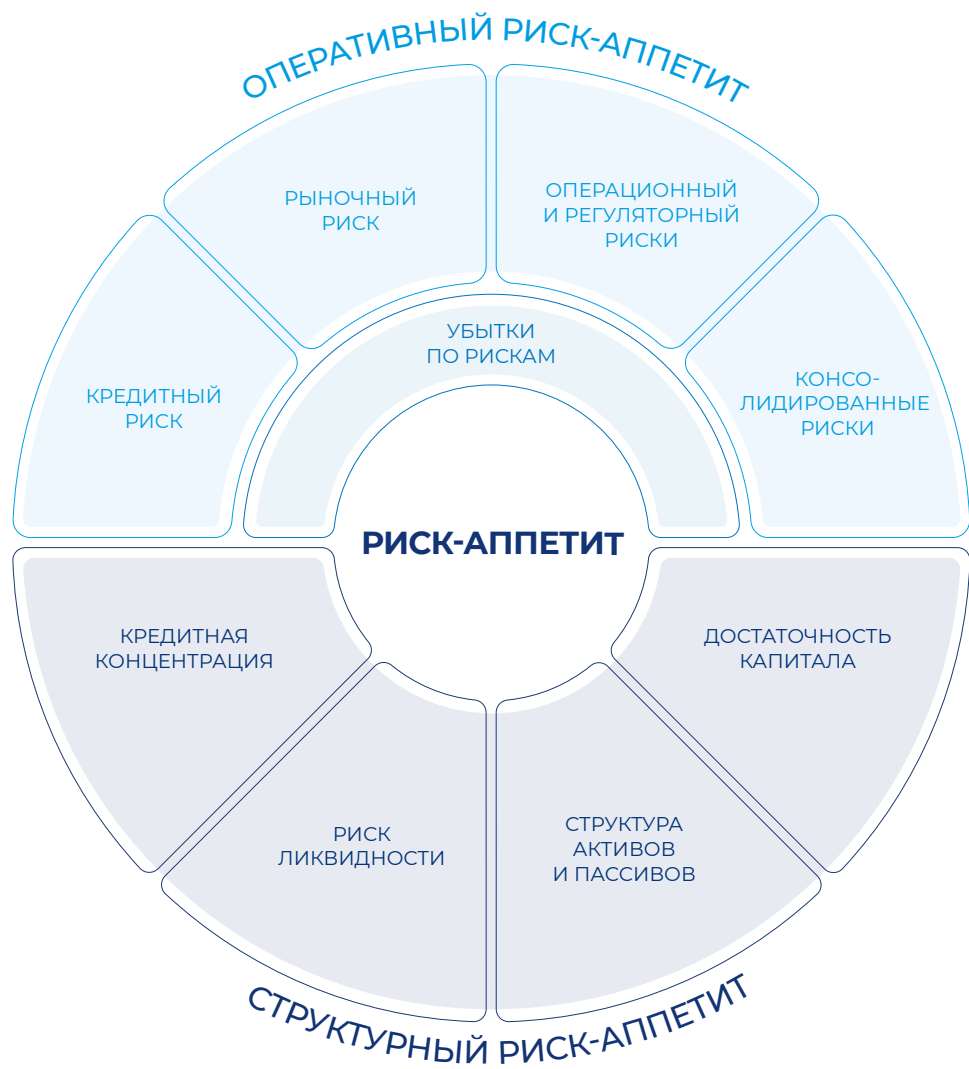 ОПЕРАТИВНЫЙ РИСК-АППЕТИТ
РЫНОЧНЫЙ
РИСК
ОПЕРАЦИОННЫЙ
И РЕГУЛЯТОРНЫЙ
РИСКИ
КРЕДИТНЫЙ
РИСК
УБЫТКИ
ПО РИСКАМ
КОНСО-
ЛИДИРОВАННЫЕ
РИСКИ
РИСК-АППЕТИТ
КРЕДИТНАЯ
КОНЦЕНТРАЦИЯ
ДОСТАТОЧНОСТЬ
КАПИТАЛА
РИСК
ЛИКВИДНОСТИ
СТРУКТУРА
АКТИВОВ
И ПАССИВОВ
СТРУКТУРНЫЙ РИСК-АППЕТИТ